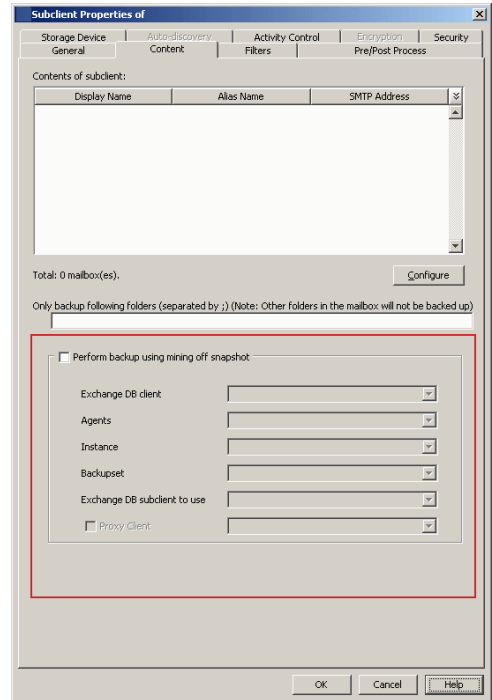 Subclient Properties of
Storage Device Auto-discovery Activity Control Encryption Security
General Content Filters Pre/Post Process
Contents of subclient:
Display Name Alias Name SMTP Address
Total: 0 mailbox(es).
Configure
Only backup following folders (separated by ;) (Note: Other folders in the mailbox will not be backed up)
Perform backup using mining off snapshot
Exchange DB client
Agents
Instance
Backupset
Exchange DB subclient to use
Proxy Client
OK Cancel Help